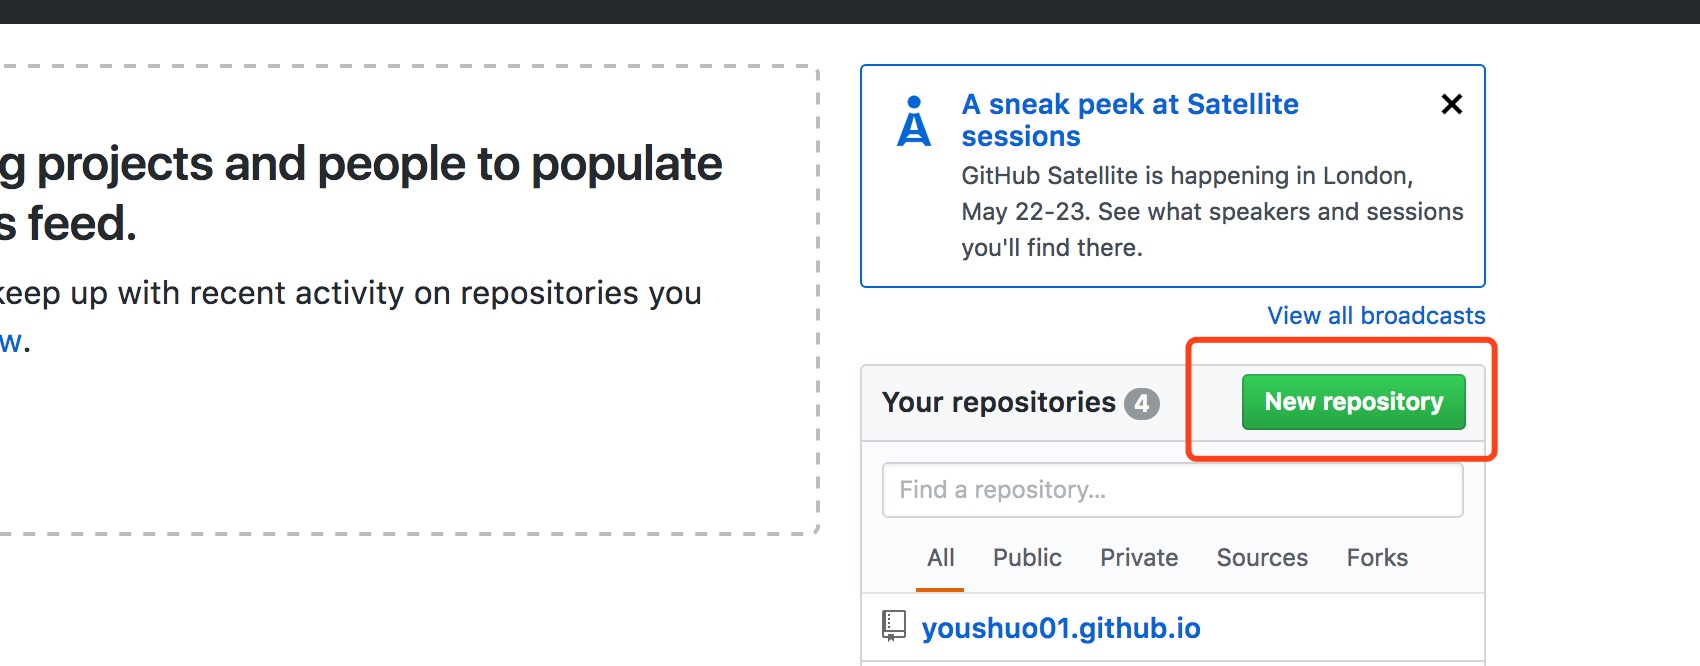 g projects and people to populate
s feed.
keep up with recent activity on repositories you
w.
A sneak peek at Satellite
sessions
GitHub Satellite is happening in London,
May 22-23. See what speakers and sessions
you'll find there.
View all broadcasts
Your repositories 4
New repository
Find a repository...
All Public Private Sources Forks
youshuo01.github.io